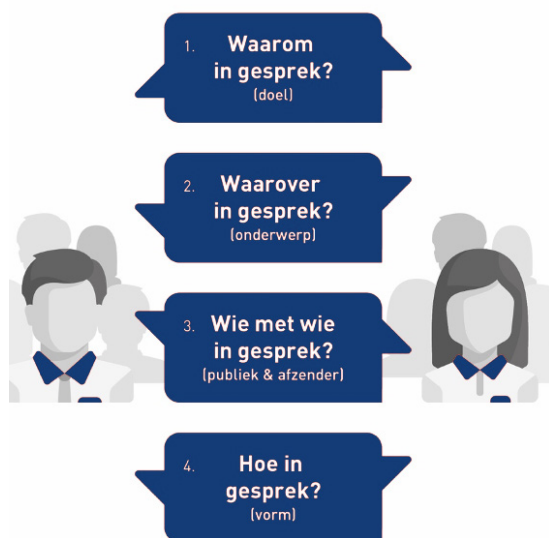 1. Waarom
in gesprek?
(doel)
2. Waarover
in gesprek?
(onderwerp)
3. Wie met wie
in gesprek?
(publiek & afzender)
4. Hoe in
gesprek?
(vorm)